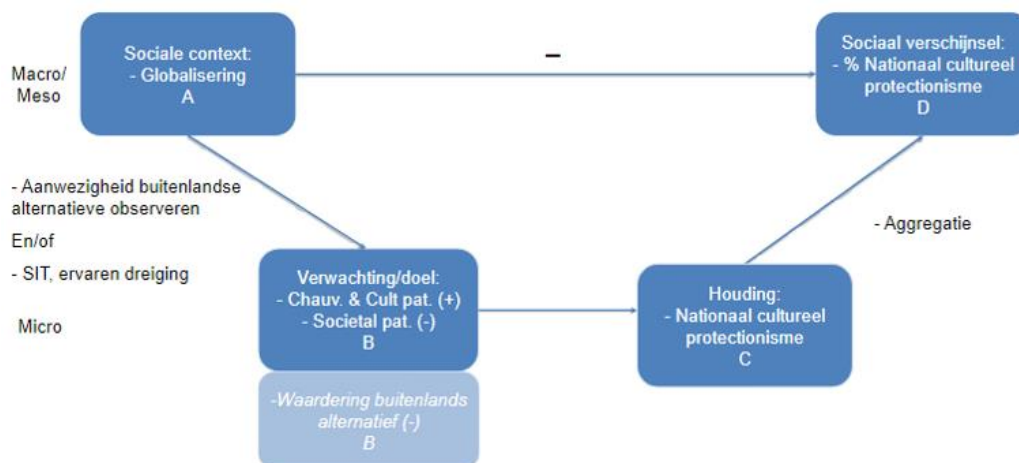 Sociale context:
- Globalisering
A
–
Sociaal verschijnsel:
- % Nationaal cultureel
protectionisme
D
Macro/
Meso
- Aanwezigheid buitenlandse
alternatieve observeren
En/of
- SIT, ervaren dreiging
Micro
- Aggregatie
Verwachting/doel:
- Chauv. & Cult pat. (+)
- Societal pat. (-)
B
-Waardering buitenlands
alternatief (-)
B
Houding:
- Nationaal cultureel
protectionisme
C